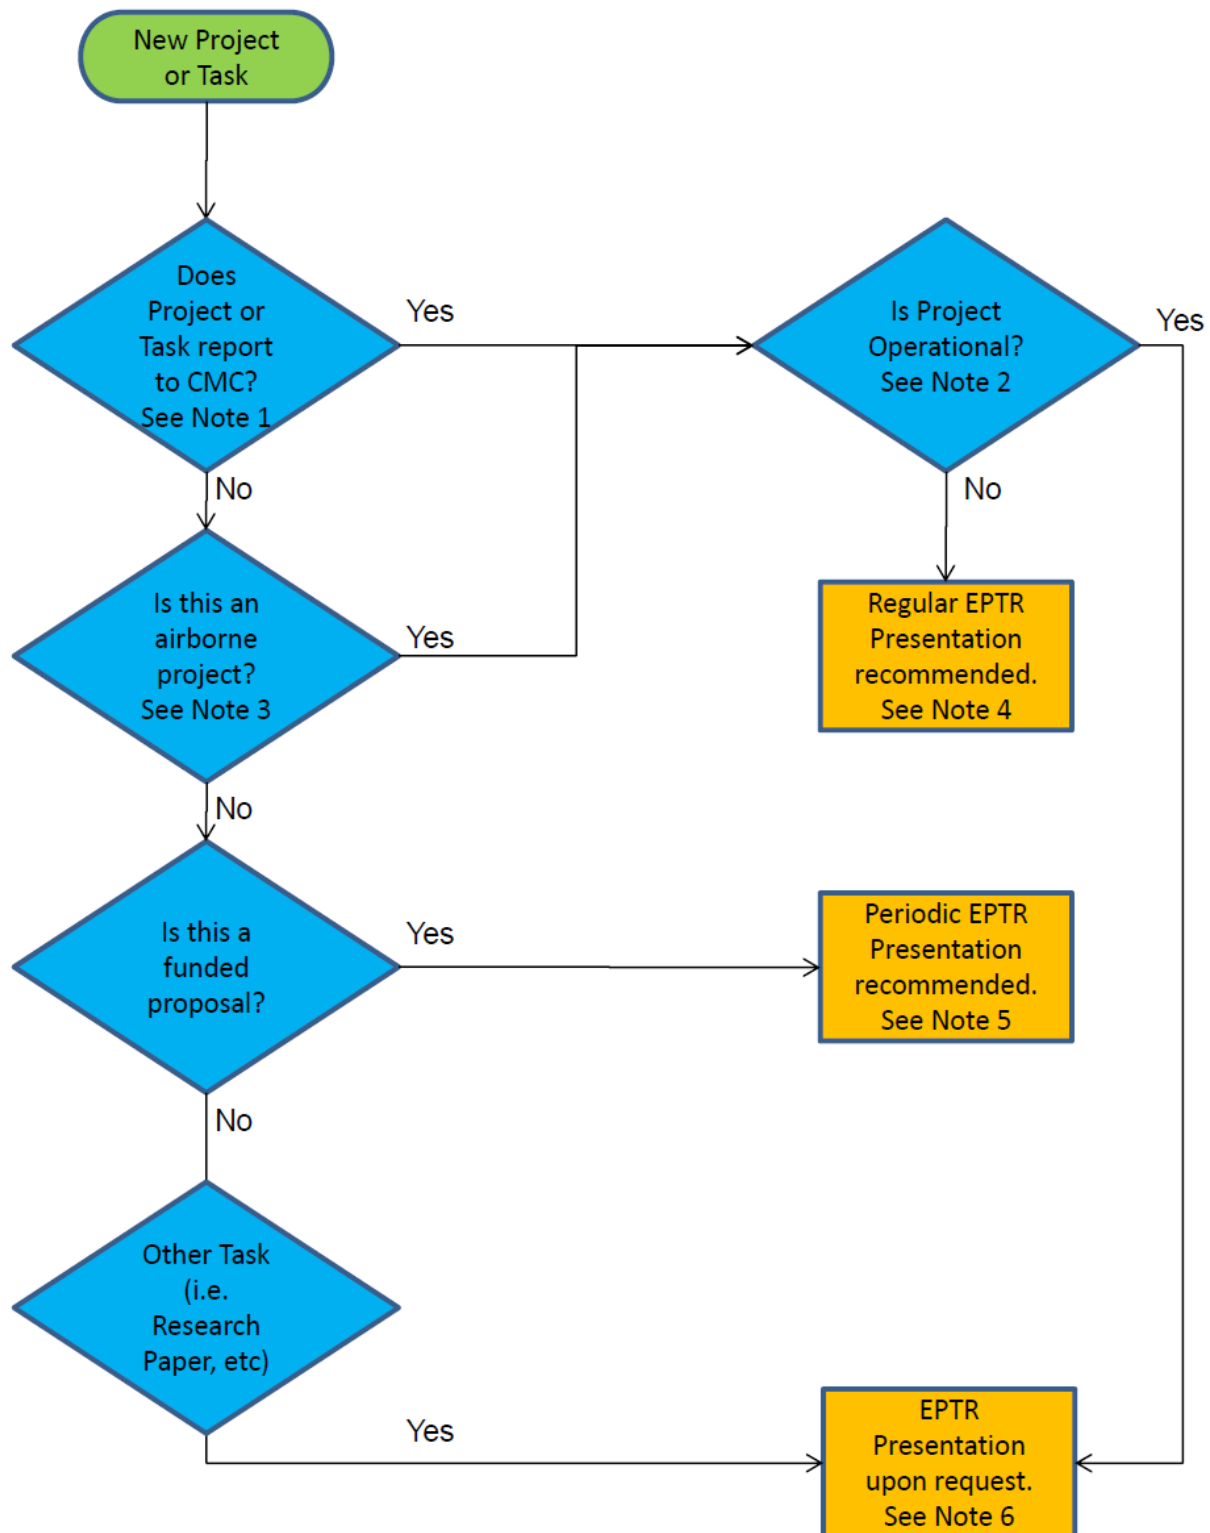 New Project
or Task
Does
Project or
Task report
to CMC?
See Note 1
Yes
Is Project
Operational?
See Note 2
Yes
No
No
Is this an
airborne
project?
See Note 3
Yes
Regular EPTR
Presentation
recommended.
See Note 4
No
Is this a
funded
proposal?
Yes
Periodic EPTR
Presentation
recommended.
See Note 5
No
Other Task
(i.e.
Research
Paper, etc)
Yes
EPTR
Presentation
upon request.
See Note 6